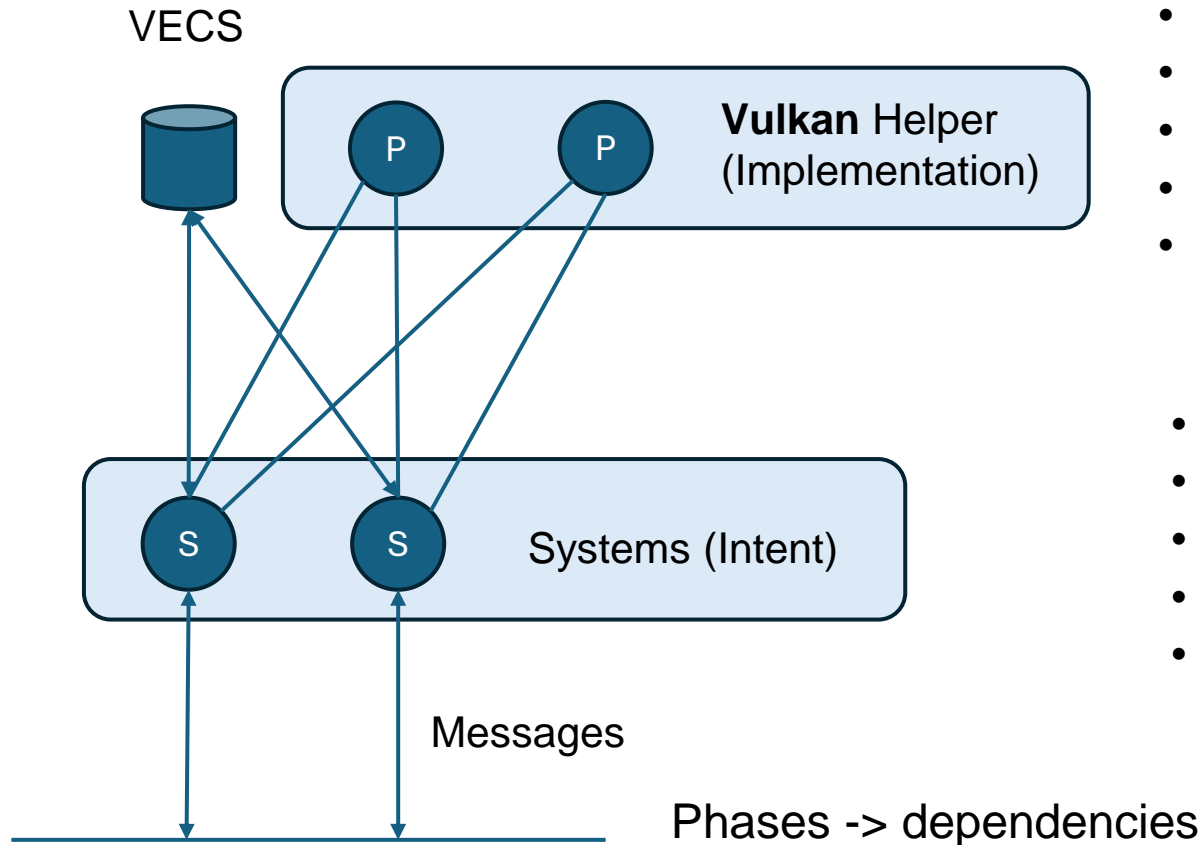 VECS
P
P
Vulkan Helper
(Implementation)
S
S
Systems (Intent)
Messages
Phases -> dependencies